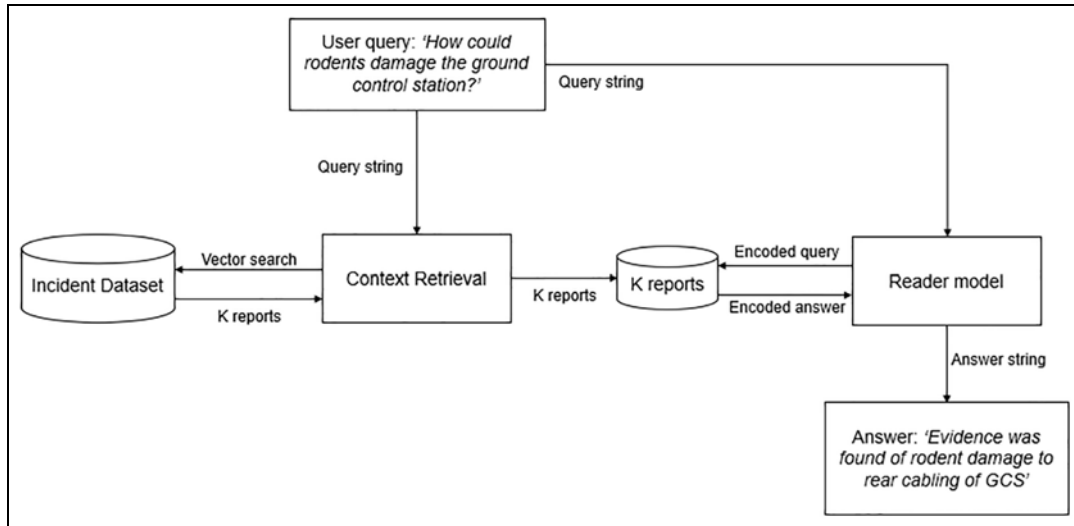 User query: ‘How could
rodents damage the ground
control station?’
Query string
Query string
Incident Dataset
Vector search
K reports
Context Retrieval
K reports
K reports
Encoded query
Encoded answer
Reader model
Answer string
Answer: ‘Evidence was
found of rodent damage to
rear cabling of GCS’